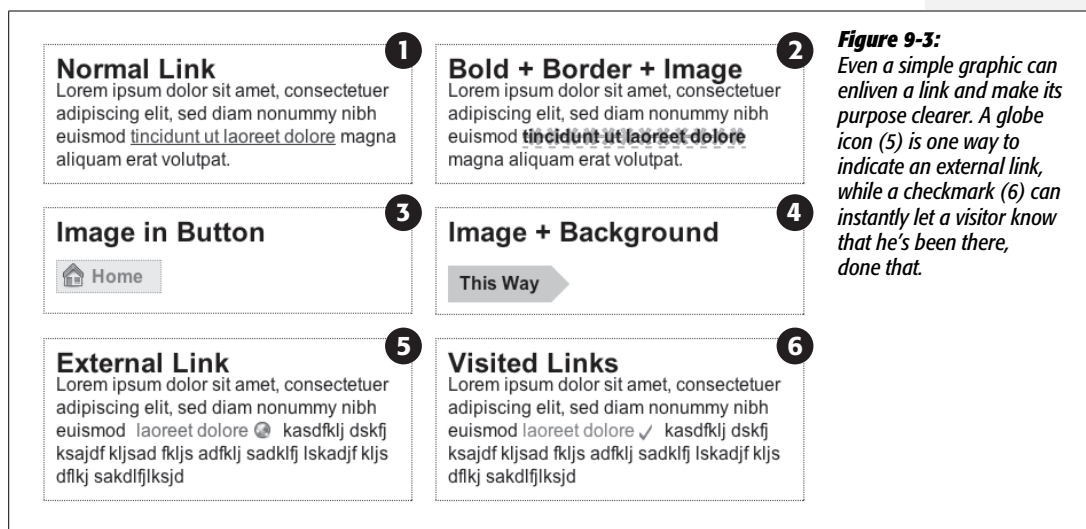 1
Normal Link
Lorem ipsum dolor sit amet, consectetuer
adipiscing elit, sed diam nonummy nibh
euismod tincidunt ut laoreet dolore magna
aliquam erat volutpat.
2
Bold + Border + Image
Lorem ipsum dolor sit amet, consectetuer
adipiscing elit, sed diam nonummy nibh
euismod tincidunt ut laoreet dolore
magna aliquam erat volutpat.
3
Image in Button
Home
4
Image + Background
This Way
5
External Link
Lorem ipsum dolor sit amet, consectetuer
adipiscing elit, sed diam nonummy nibh
euismod laoreet dolore kasdfklj dskfj
ksajdf kljsad fkljs adfklj sadklfj lskadjf kljs
dflkj sakdlfjlksjd
6
Visited Links
Lorem ipsum dolor sit amet, consectetuer
adipiscing elit, sed diam nonummy nibh
euismod laoreet dolore kasdfklj dskfj
ksajdf kljsad fkljs adfklj sadklfj lskadjf kljs
dflkj sakdlfjlksjd
Figure 9-3:
Even a simple graphic can
enliven a link and make its
purpose clearer. A globe
icon (5) is one way to
indicate an external link,
while a checkmark (6) can
instantly let a visitor know
that he's been there,
done that.